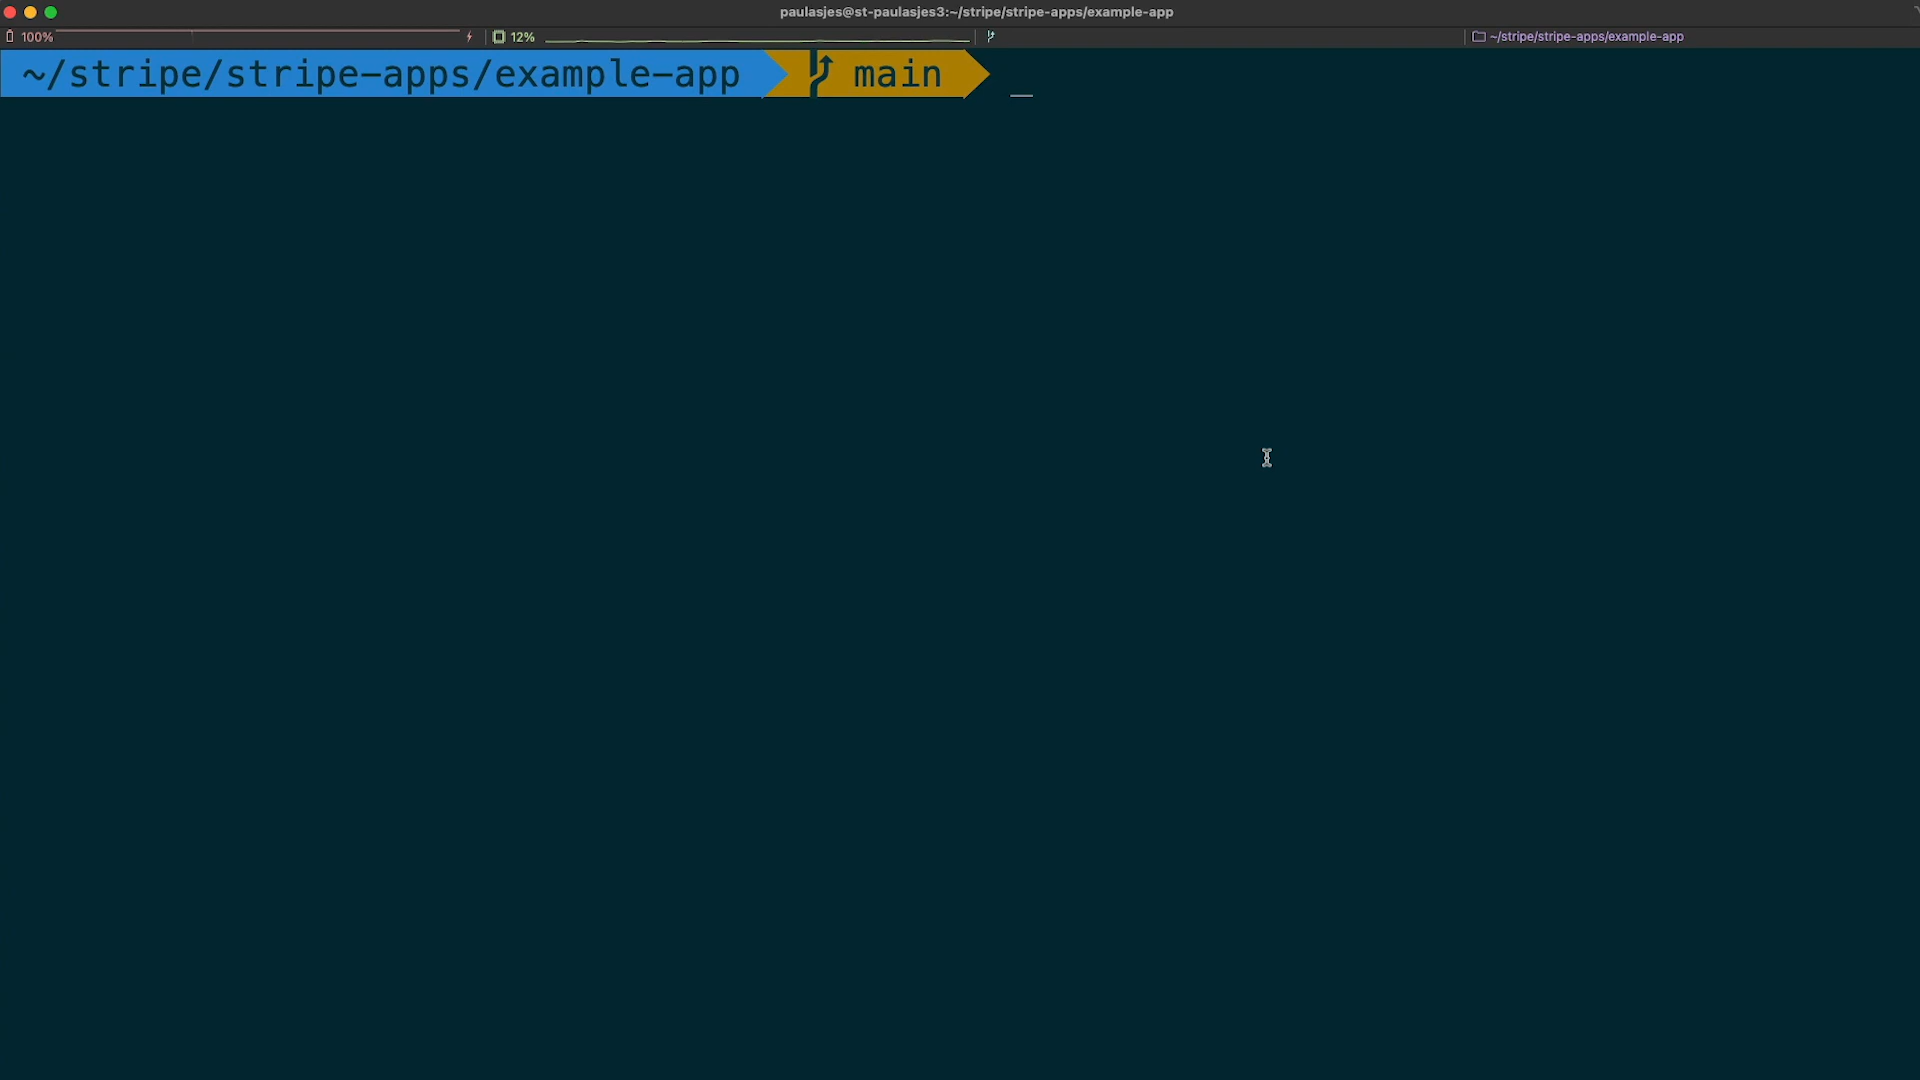 paulasjes@st-paulasjes3:~/stripe/stripe-apps/example-app
100%
12%
~/stripe/stripe-apps/example-app
~/stripe/stripe-apps/example-app main